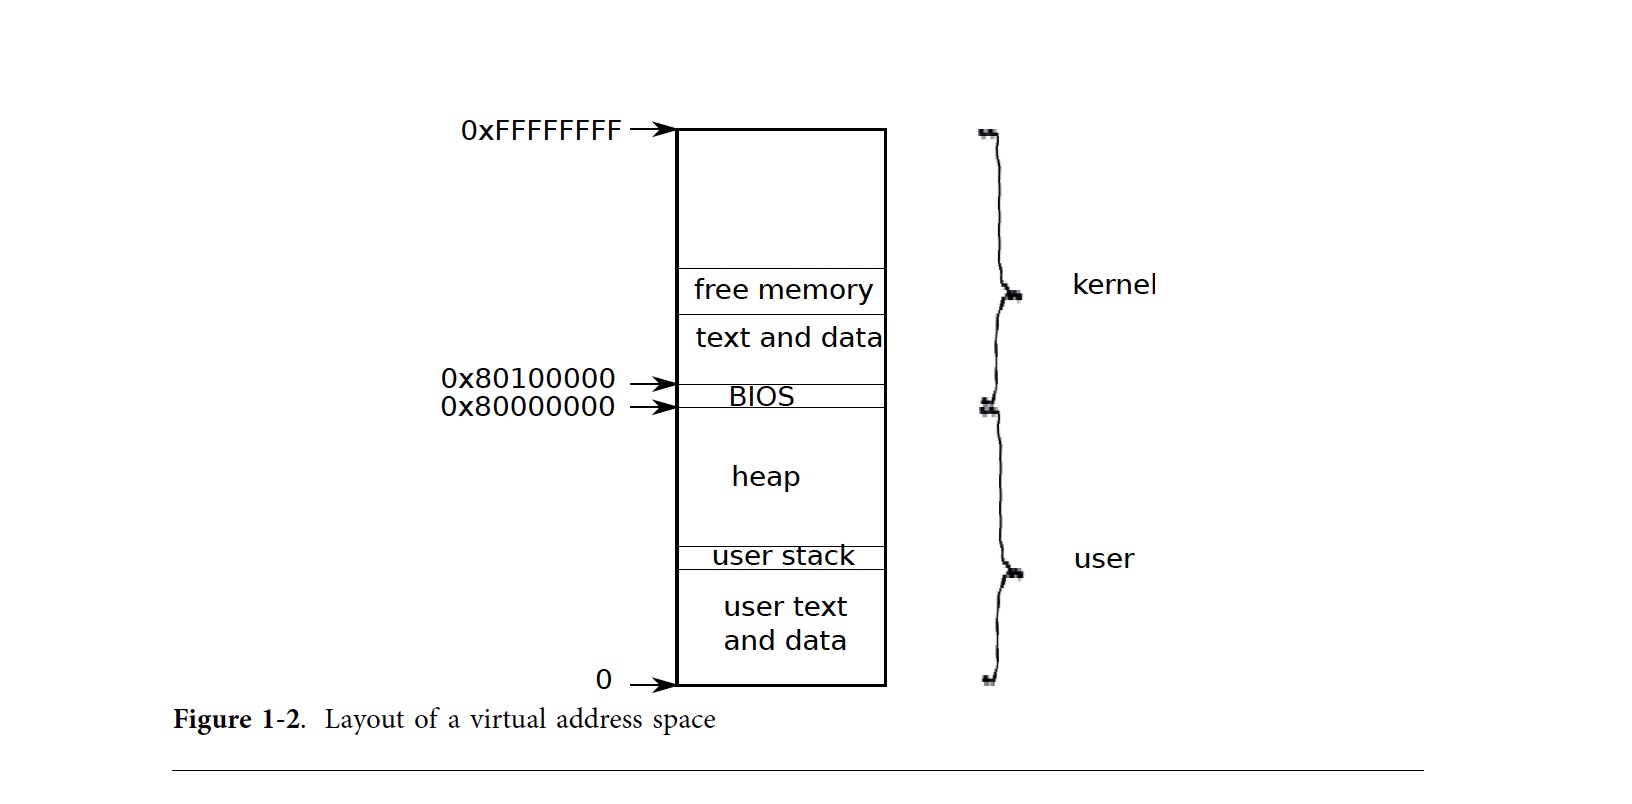 0xFFFFFFFF
free memory
kernel
text and data
0x80100000
BIOS
0x80000000
heap
user stack
user
user text
and data
0
Figure 1-2. Layout of a virtual address space